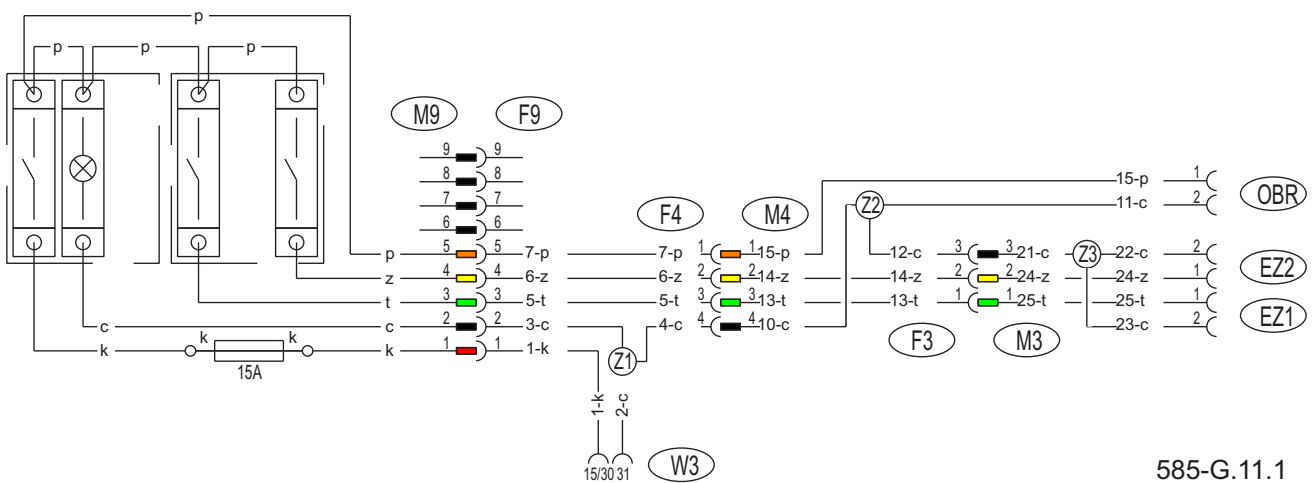 p
p p p
M9 F9
9 9
8 8
7 7
6 6
F4 M4
p 5 5 7-p 7-p 1 1 15-p
z 4 4 6-z 6-z 2 2 14-z
t 3 3 5-t 5-t 3 3 13-t
c c 2 2 3-c 4-c 4 4 10-c
k k k k 1 1 1-k
15A
Z1
1-k 2-c
15/30 31
W3
15-p 1
Z2 11-c 2
OBR
12-c 3 3 21-c Z3 22-c 2
14-z 2 2 24-z 24-z 1
EZ2
13-t 1 1 25-t 25-t 1
23-c 2
EZ1
F3 M3
585-G.11.1